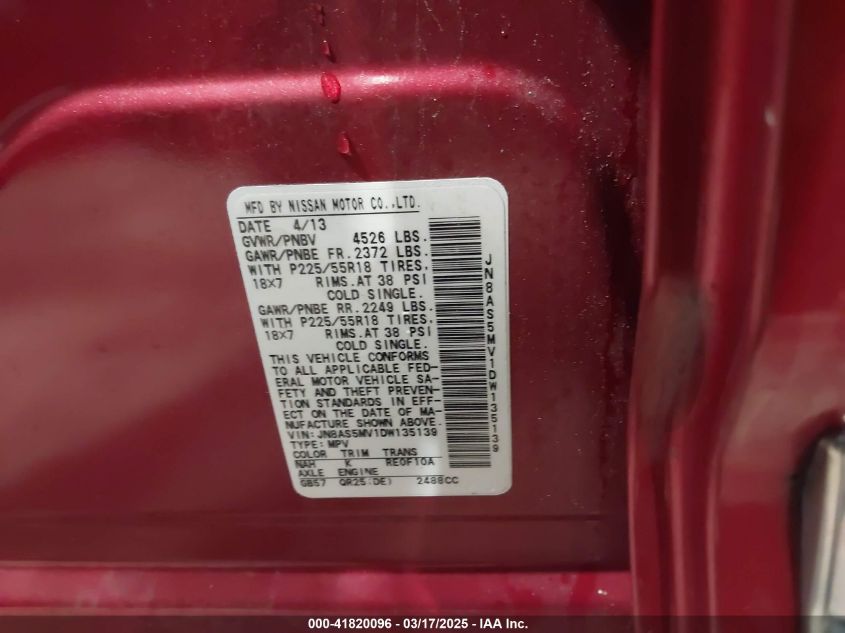 MFD BY NISSAN MOTOR CO.,LTD.
DATE 4/13
GVWR/PNBV 4526 LBS.
GAWR/PNBE FR.2372 LBS.
WITH P225/55R18 TIRES,
18X7 RIMS.AT 38 PSI
COLD SINGLE.
GAWR/PNBE RR.2249 LBS.
WITH P225/55R18 TIRES,
18X7 RIMS.AT 38 PSI
COLD SINGLE.
THIS VEHICLE CONFORMS
TO ALL APPLICABLE FED-
ERAL MOTOR VEHICLE SA-
FETY AND THEFT PREVEN-
TION STANDARDS IN EFF-
ECT ON THE DATE OF MA-
NUFACTURE SHOWN ABOVE.
VIN: JN8AS5MV1DW135139
TYPE: MPV
COLOR TRIM TRANS
NAH K RE0F10A
AXLE ENGINE
GB57 QR25(DE) 2488CC
JN8AS5MV1DW135139
000-41820096 - 03/17/2025 - IAA Inc.